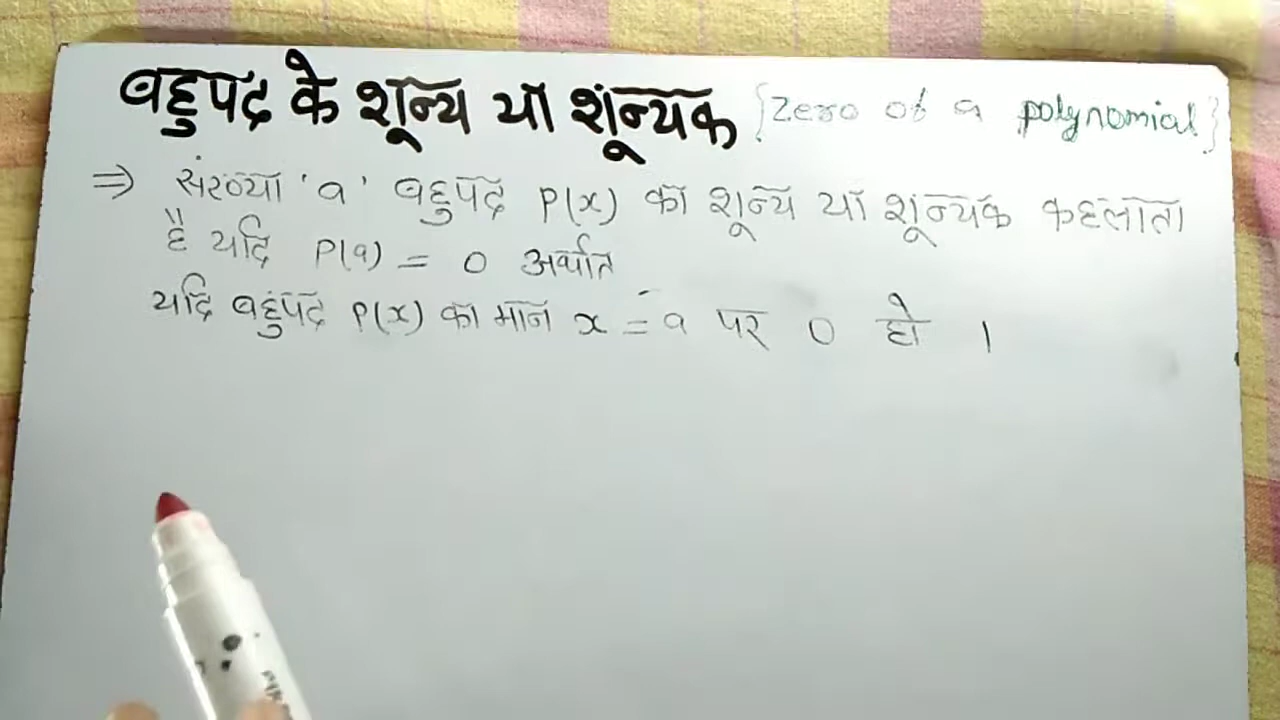 बहुपद के शून्य या शून्यक {Zero of a polynomial}
⇒ संख्या 'a' बहुपद P(x) का शून्य या शून्यक कहलाता
है यदि P(a) = 0 अर्थात
यदि बहुपद P(x) का मान x = a पर 0 हो ।